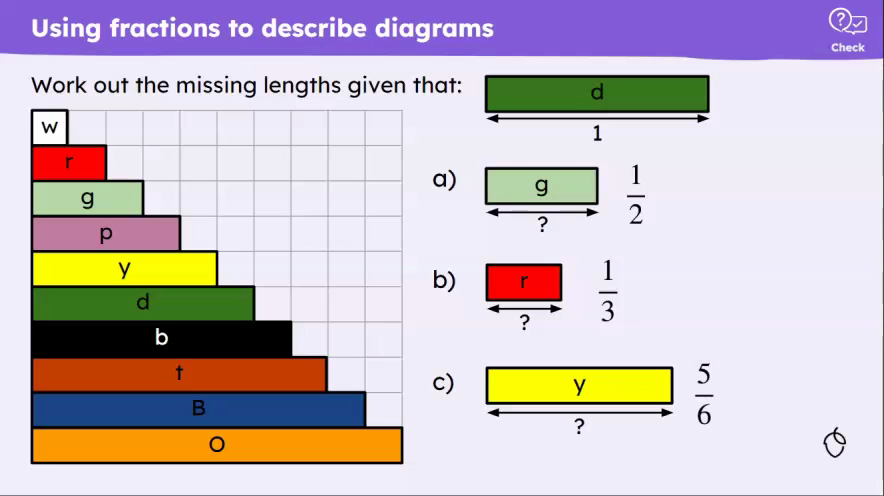 Using fractions to describe diagrams
Check
Work out the missing lengths given that:
d
1
w
r
g
p
y
d
b
t
B
O
a)
g
?
1
2
b)
r
?
1
3
c)
y
?
5
6